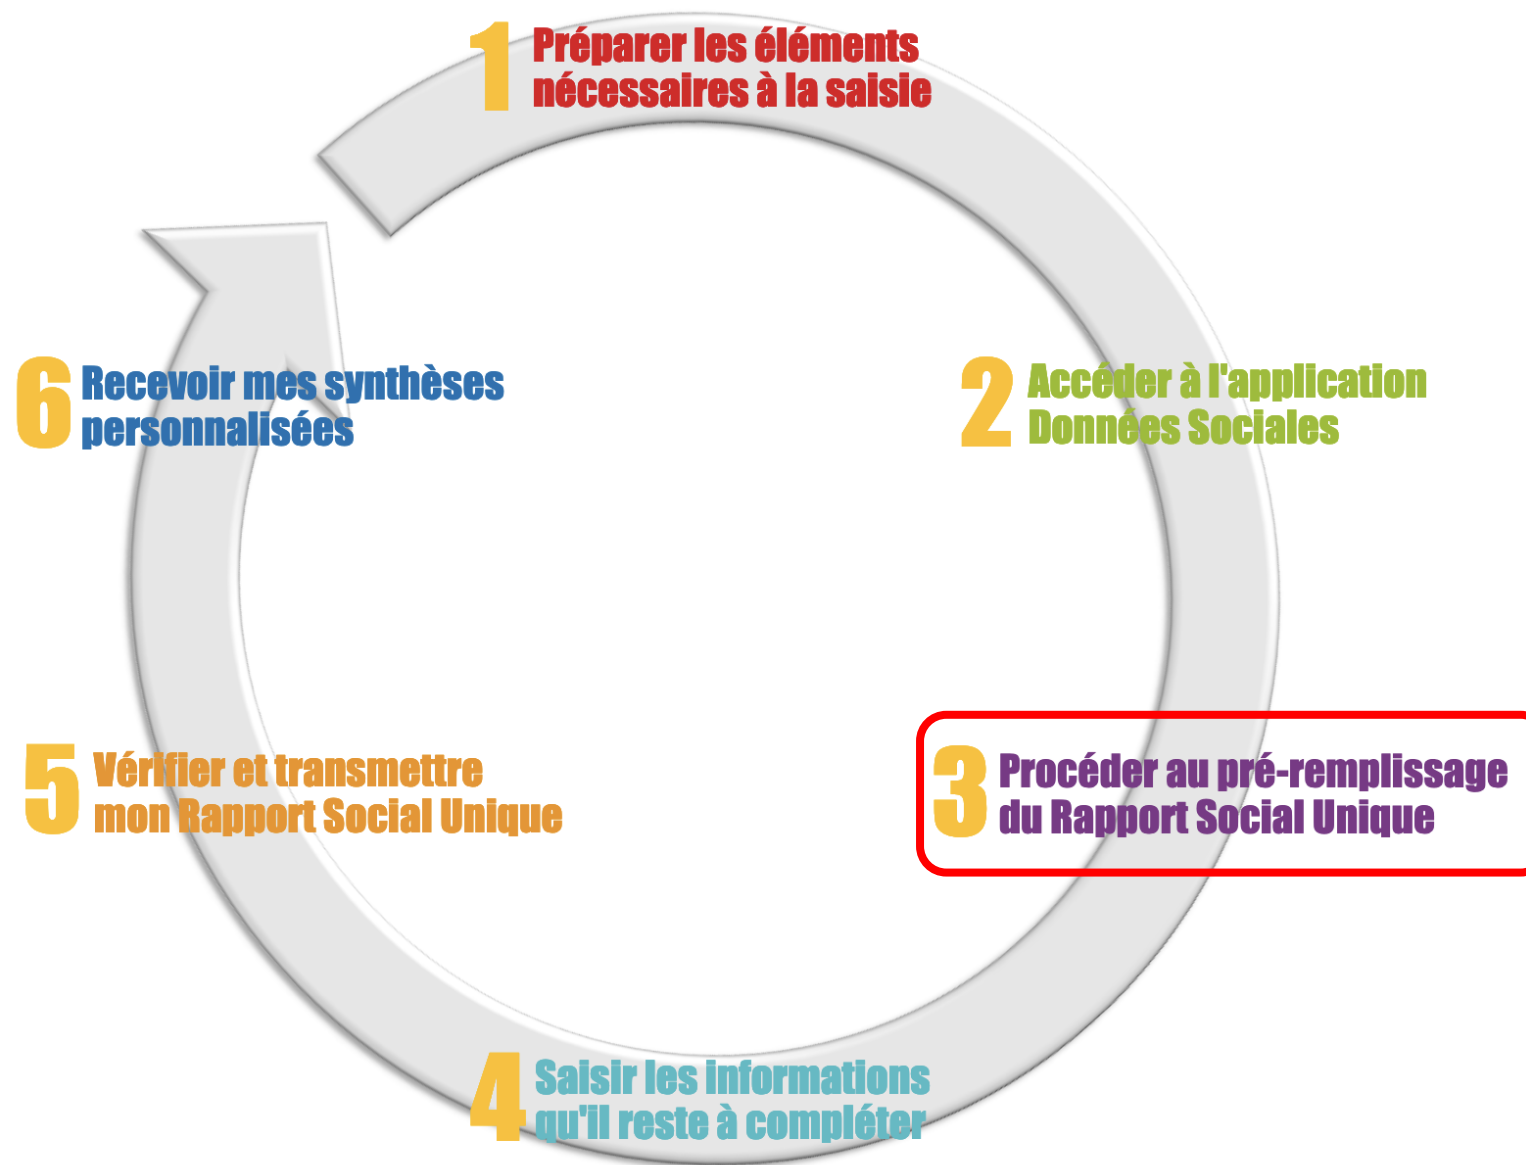 1 Préparer les éléments
nécessaires à la saisie
2 Accéder à l'application
Données Sociales
3 Procéder au pré-remplissage
du Rapport Social Unique
4 Saisir les informations
qu'il reste à compléter
5 Vérifier et transmettre
mon Rapport Social Unique
6 Recevoir mes synthèses
personnalisées